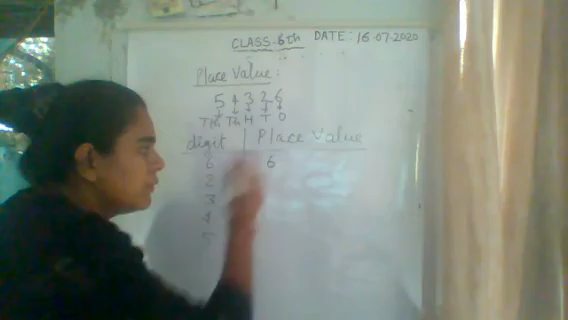 CLASS-6th DATE: 16.07.2020
Place Value:
5 4 3 2 6
TTh Th H T O
digit | Place Value
6 6
2
3
4
5